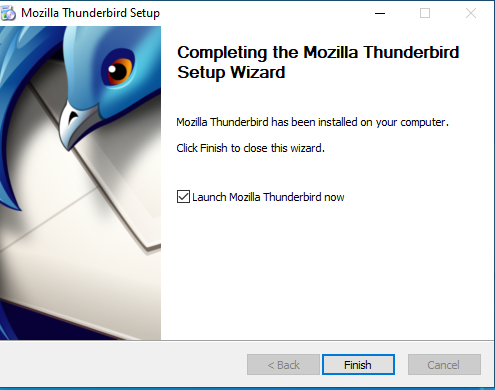 Mozilla Thunderbird Setup
Completing the Mozilla Thunderbird
Setup Wizard
Mozilla Thunderbird has been installed on your computer.
Click Finish to close this wizard.
Launch Mozilla Thunderbird now
< Back
Finish
Cancel